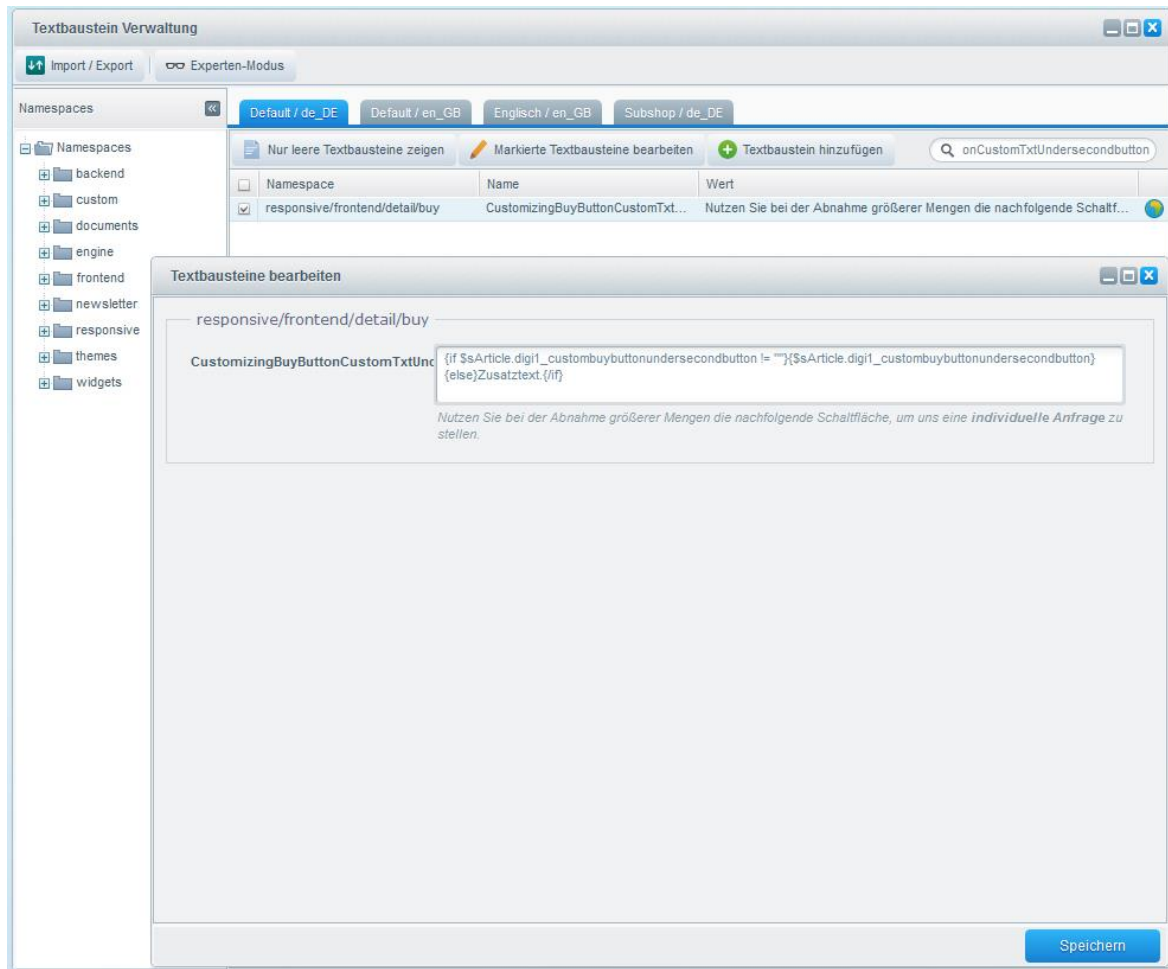 Textbaustein Verwaltung
Import / Export
Experten-Modus
Namespaces
Default / de_DE
Default / en_GB
Englisch / en_GB
Subshop / de_DE
Namespaces
backend
custom
documents
engine
frontend
newsletter
responsive
themes
widgets
Nur leere Textbausteine zeigen
Markierte Textbausteine bearbeiten
Textbaustein hinzufügen
onCustomTxtUndersecondbutton
Namespace
Name
Wert
responsive/frontend/detail/buy
CustomizingBuyButtonCustomTxt...
Nutzen Sie bei der Abnahme größerer Mengen die nachfolgende Schaltf...
Textbausteine bearbeiten
responsive/frontend/detail/buy
CustomizingBuyButtonCustomTxtUnd
{if $sArticle.digi1_custombuybuttonundersecondbutton != ""}{$sArticle.digi1_custombuybuttonundersecondbutton}
{else}Zusatztext.{/if}
Nutzen Sie bei der Abnahme größerer Mengen die nachfolgende Schaltfläche, um uns eine individuelle Anfrage zu
stellen.
Speichern